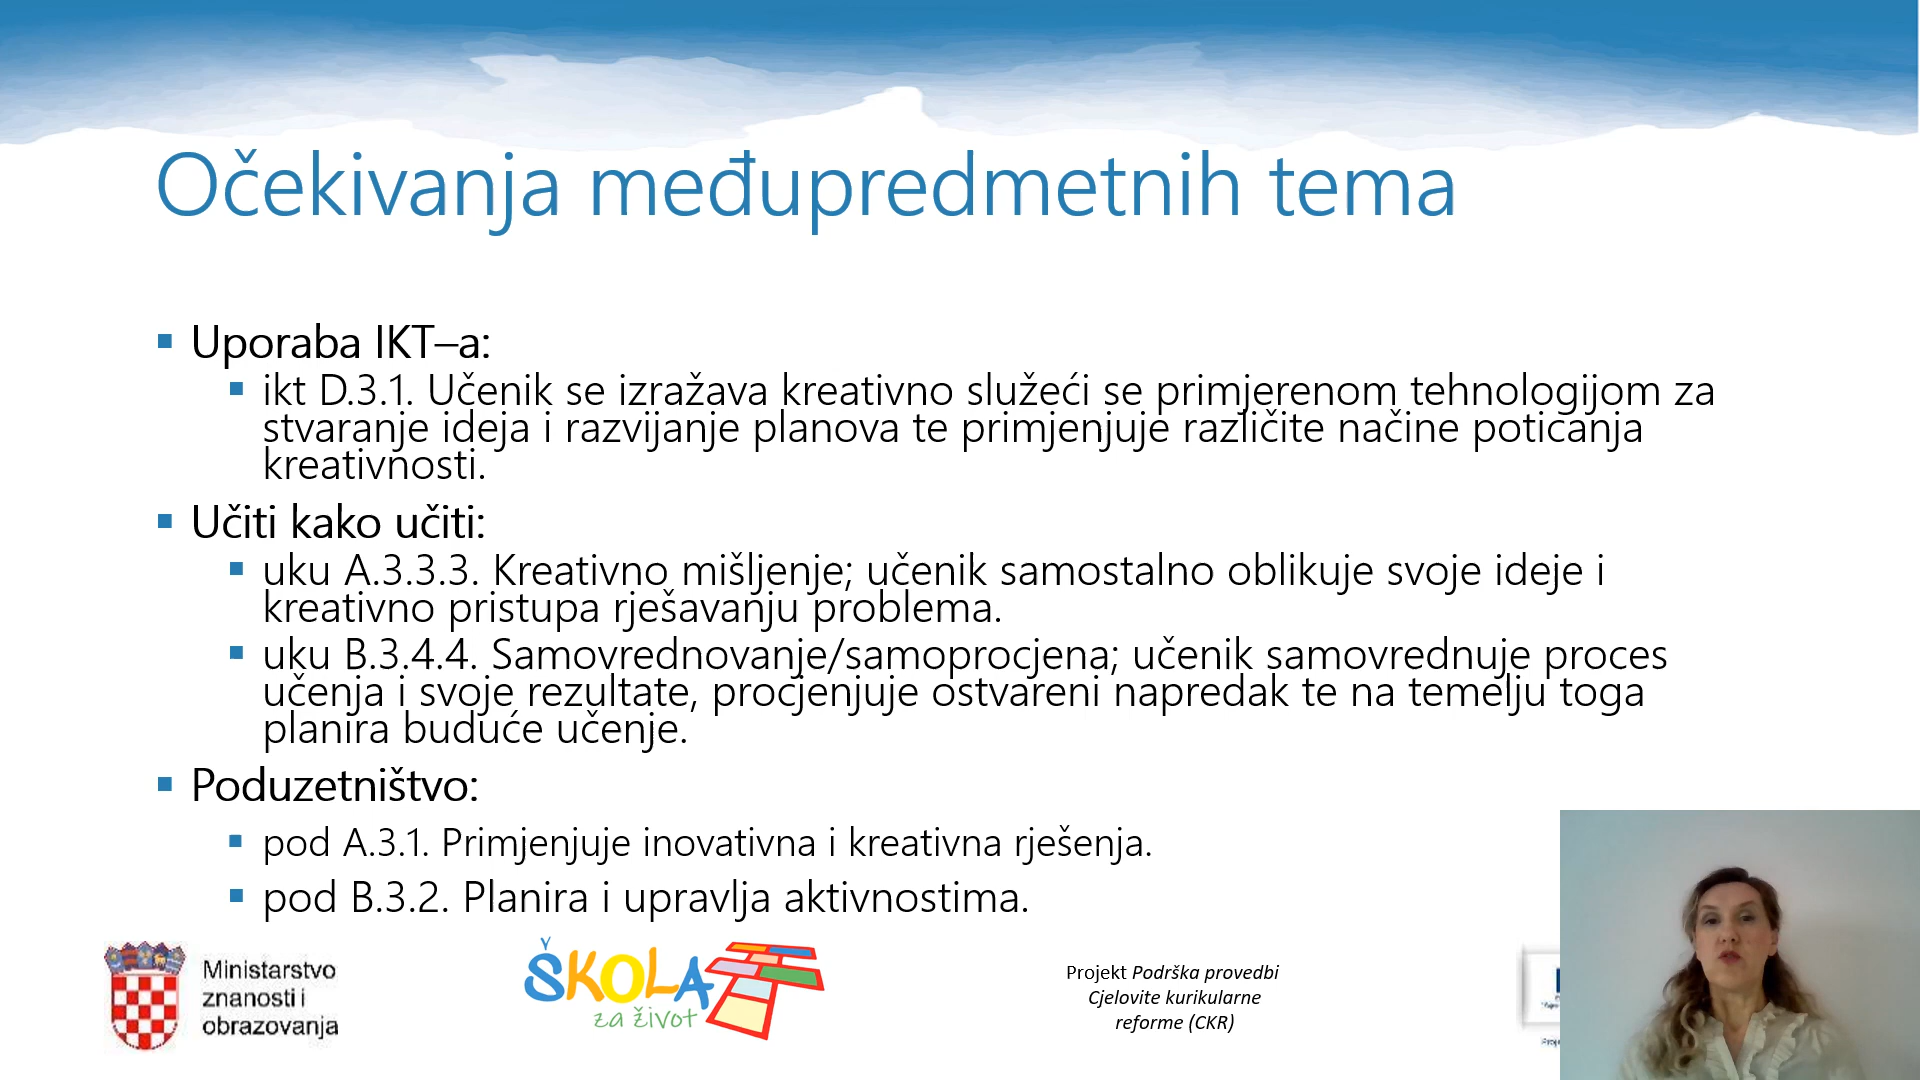 Očekivanja međupredmetnih tema
Uporaba IKT–a:
ikt D.3.1. Učenik se izražava kreativno služeći se primjerenom tehnologijom za
stvaranje ideja i razvijanje planova te primjenjuje različite načine poticanja
kreativnosti.
Učiti kako učiti:
uku A.3.3.3. Kreativno mišljenje; učenik samostalno oblikuje svoje ideje i
kreativno pristupa rješavanju problema.
uku B.3.4.4. Samovrednovanje/samoprocjena; učenik samovrednuje proces
učenja i svoje rezultate, procjenjuje ostvareni napredak te na temelju toga
planira buduće učenje.
Poduzetništvo:
pod A.3.1. Primjenjuje inovativna i kreativna rješenja.
pod B.3.2. Planira i upravlja aktivnostima.
Ministarstvo
znanosti i
obrazovanja
ŠKOLA
za život
Projekt Podrška provedbi
Cjelovite kurikularne
reforme (CKR)